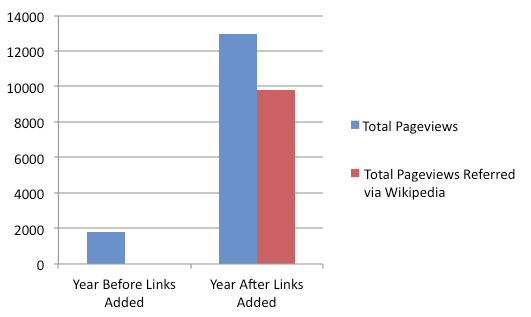 14000
12000
10000
8000
6000
4000
2000
0
Year Before Links
Added
Year After Links
Added
Total Pageviews
Total Pageviews Referred
via Wikipedia